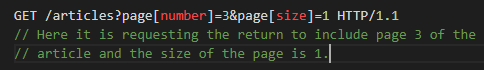 GET /articles?page[number]=3&page[size]=1 HTTP/1.1
// Here it is requesting the return to include page 3 of the
// article and the size of the page is 1.